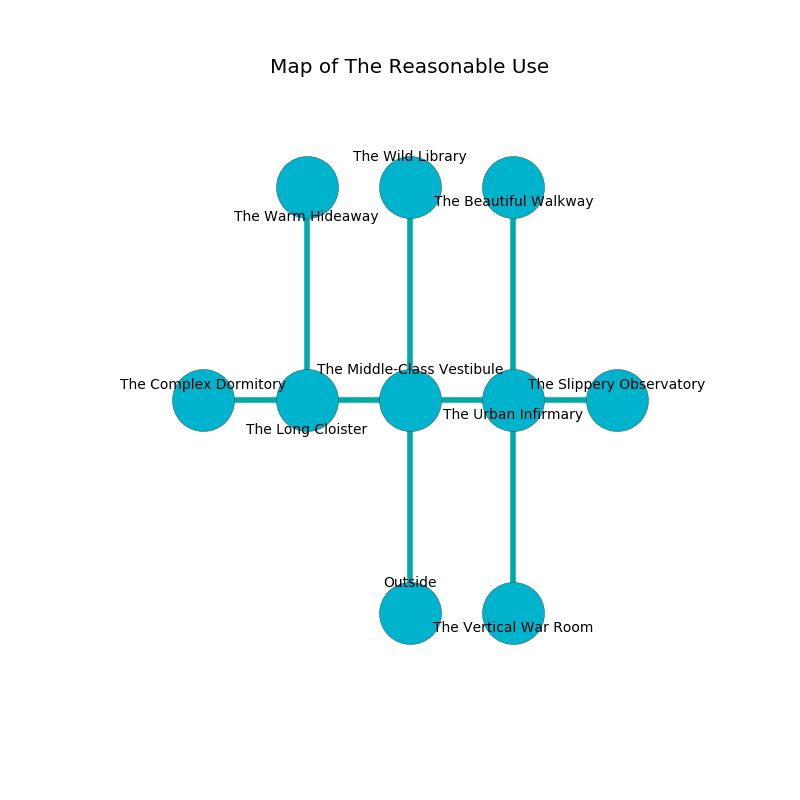 Map of The Reasonable Use
The Wild Library
The Beautiful Walkway
The Warm Hideaway
The Middle-Class Vestibule
The Complex Dormitory
The Slippery Observatory
The Urban Infirmary
The Long Cloister
Outside
The Vertical War Room